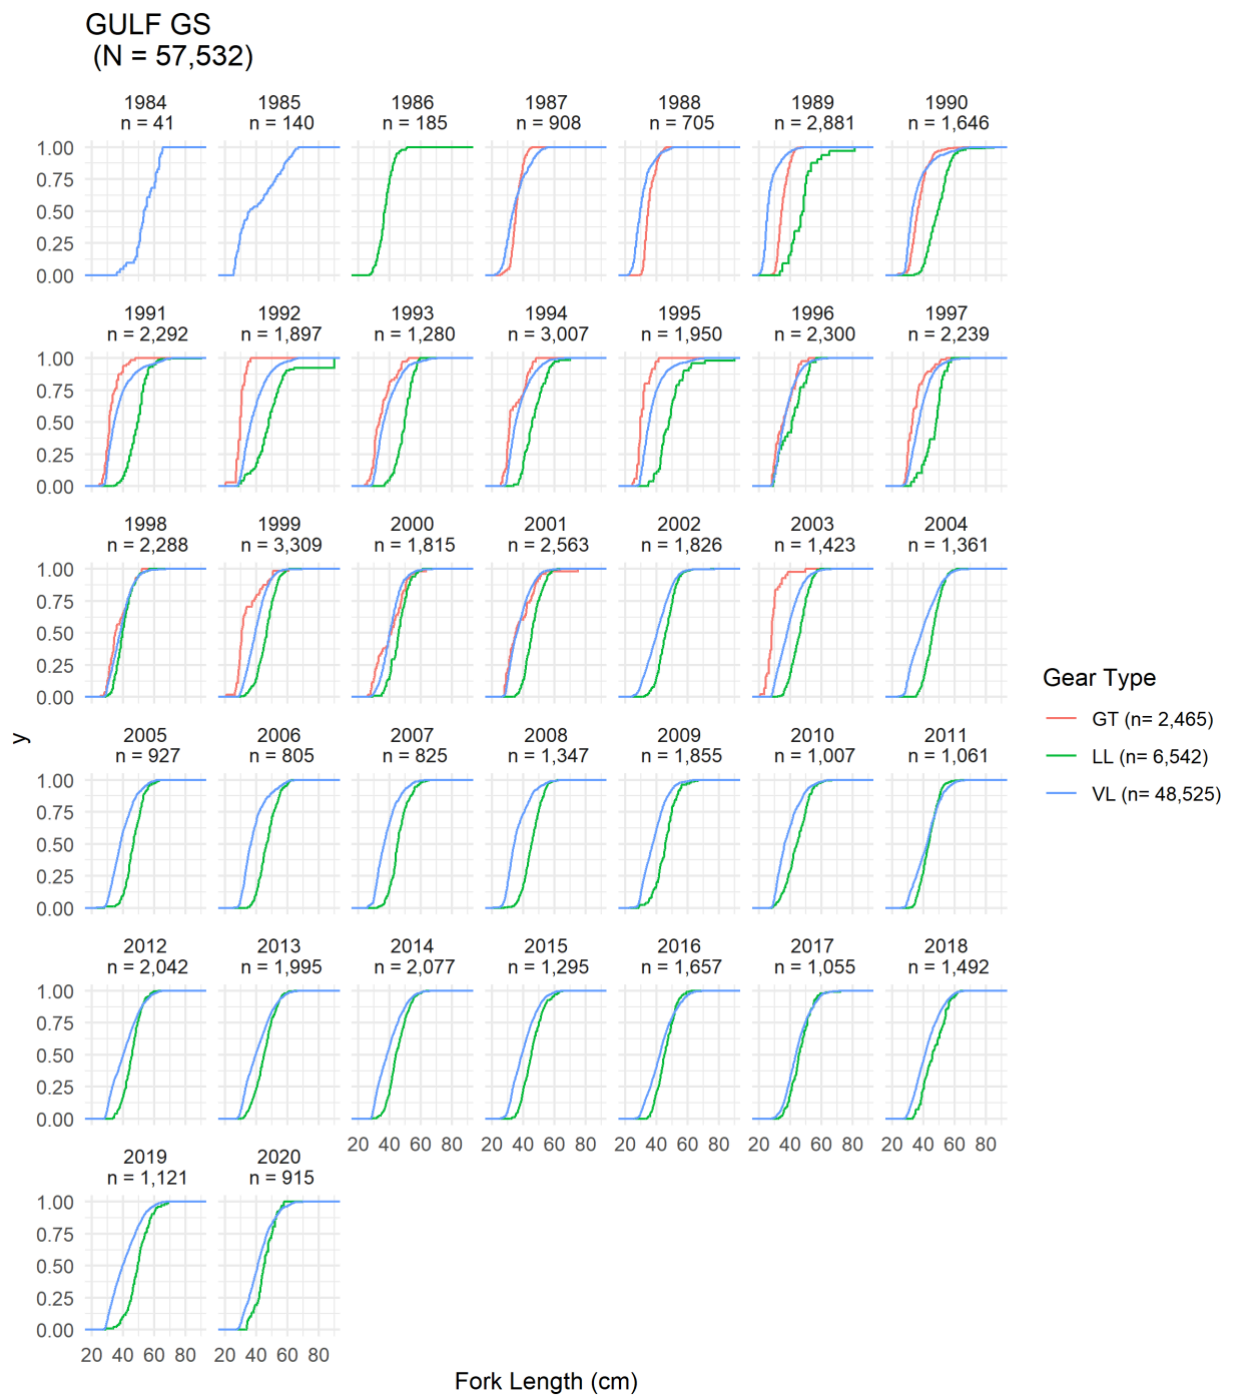 GULF GS
(N = 57,532)
1984 1985 1986 1987 1988 1989 1990
n = 41 n = 140 n = 185 n = 908 n = 705 n = 2,881 n = 1,646
1.00
0.75
0.50
0.25
0.00
1991 1992 1993 1994 1995 1996 1997
n = 2,292 n = 1,897 n = 1,280 n = 3,007 n = 1,950 n = 2,300 n = 2,239
1.00
0.75
0.50
0.25
0.00
1998 1999 2000 2001 2002 2003 2004
n = 2,288 n = 3,309 n = 1,815 n = 2,563 n = 1,826 n = 1,423 n = 1,361
1.00
0.75
0.50
0.25
0.00
y
2005 2006 2007 2008 2009 2010 2011
n = 927 n = 805 n = 825 n = 1,347 n = 1,855 n = 1,007 n = 1,061
1.00
0.75
0.50
0.25
0.00
2012 2013 2014 2015 2016 2017 2018
n = 2,042 n = 1,995 n = 2,077 n = 1,295 n = 1,657 n = 1,055 n = 1,492
1.00
0.75
0.50
0.25
0.00
20 40 60 80 20 40 60 80 20 40 60 80 20 40 60 80 20 40 60 80
2019 2020
n = 1,121 n = 915
1.00
0.75
0.50
0.25
0.00
20 40 60 80 20 40 60 80
Fork Length (cm)
Gear Type
GT (n= 2,465)
LL (n= 6,542)
VL (n= 48,525)